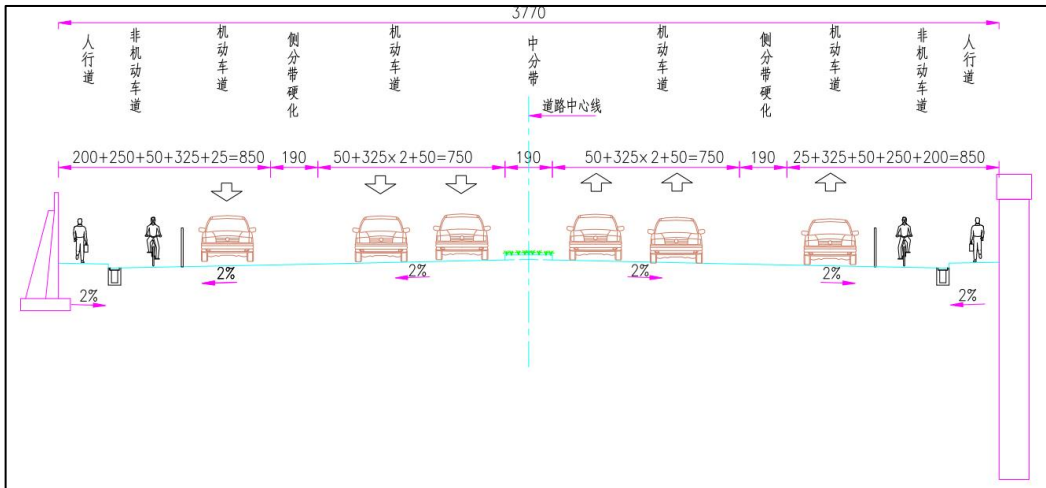 3770
人行道
非机动车道
机动车道
侧分带硬化
机动车道
中分带
机动车道
侧分带硬化
机动车道
非机动车道
人行道
道路中心线
200+250+50+325+25=850
190
50+325x 2+50=750
190
50+325x 2+50=750
190
25+325+50+250+200=850
2%
2%
2%
2%
2%
2%